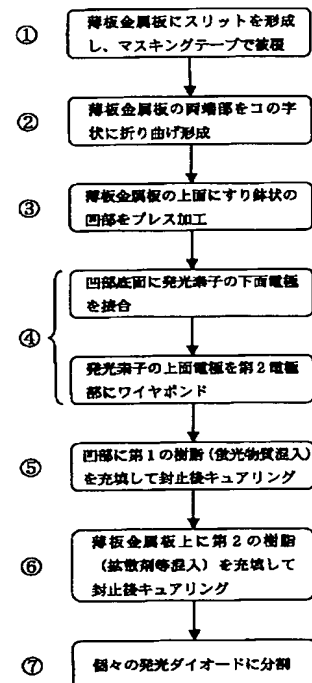 ①
薄板金属板にスリットを形成
し、マスキングテープで被覆
②
薄板金属板の両端部をコの字
状に折り曲げ形成
③
薄板金属板の上面にすり鉢状の
凹部をプレス加工
④
凹部底面に発光素子の下面電極
を接合
発光素子の上面電極を第2電極
部にワイヤボンド
⑤
凹部に第1の樹脂(蛍光物質混入)
を充填して封止後キュアリング
⑥
薄板金属板上に第2の樹脂
(拡散剤等混入)を充填して
封止後キュアリング
⑦
個々の発光ダイオードに分割